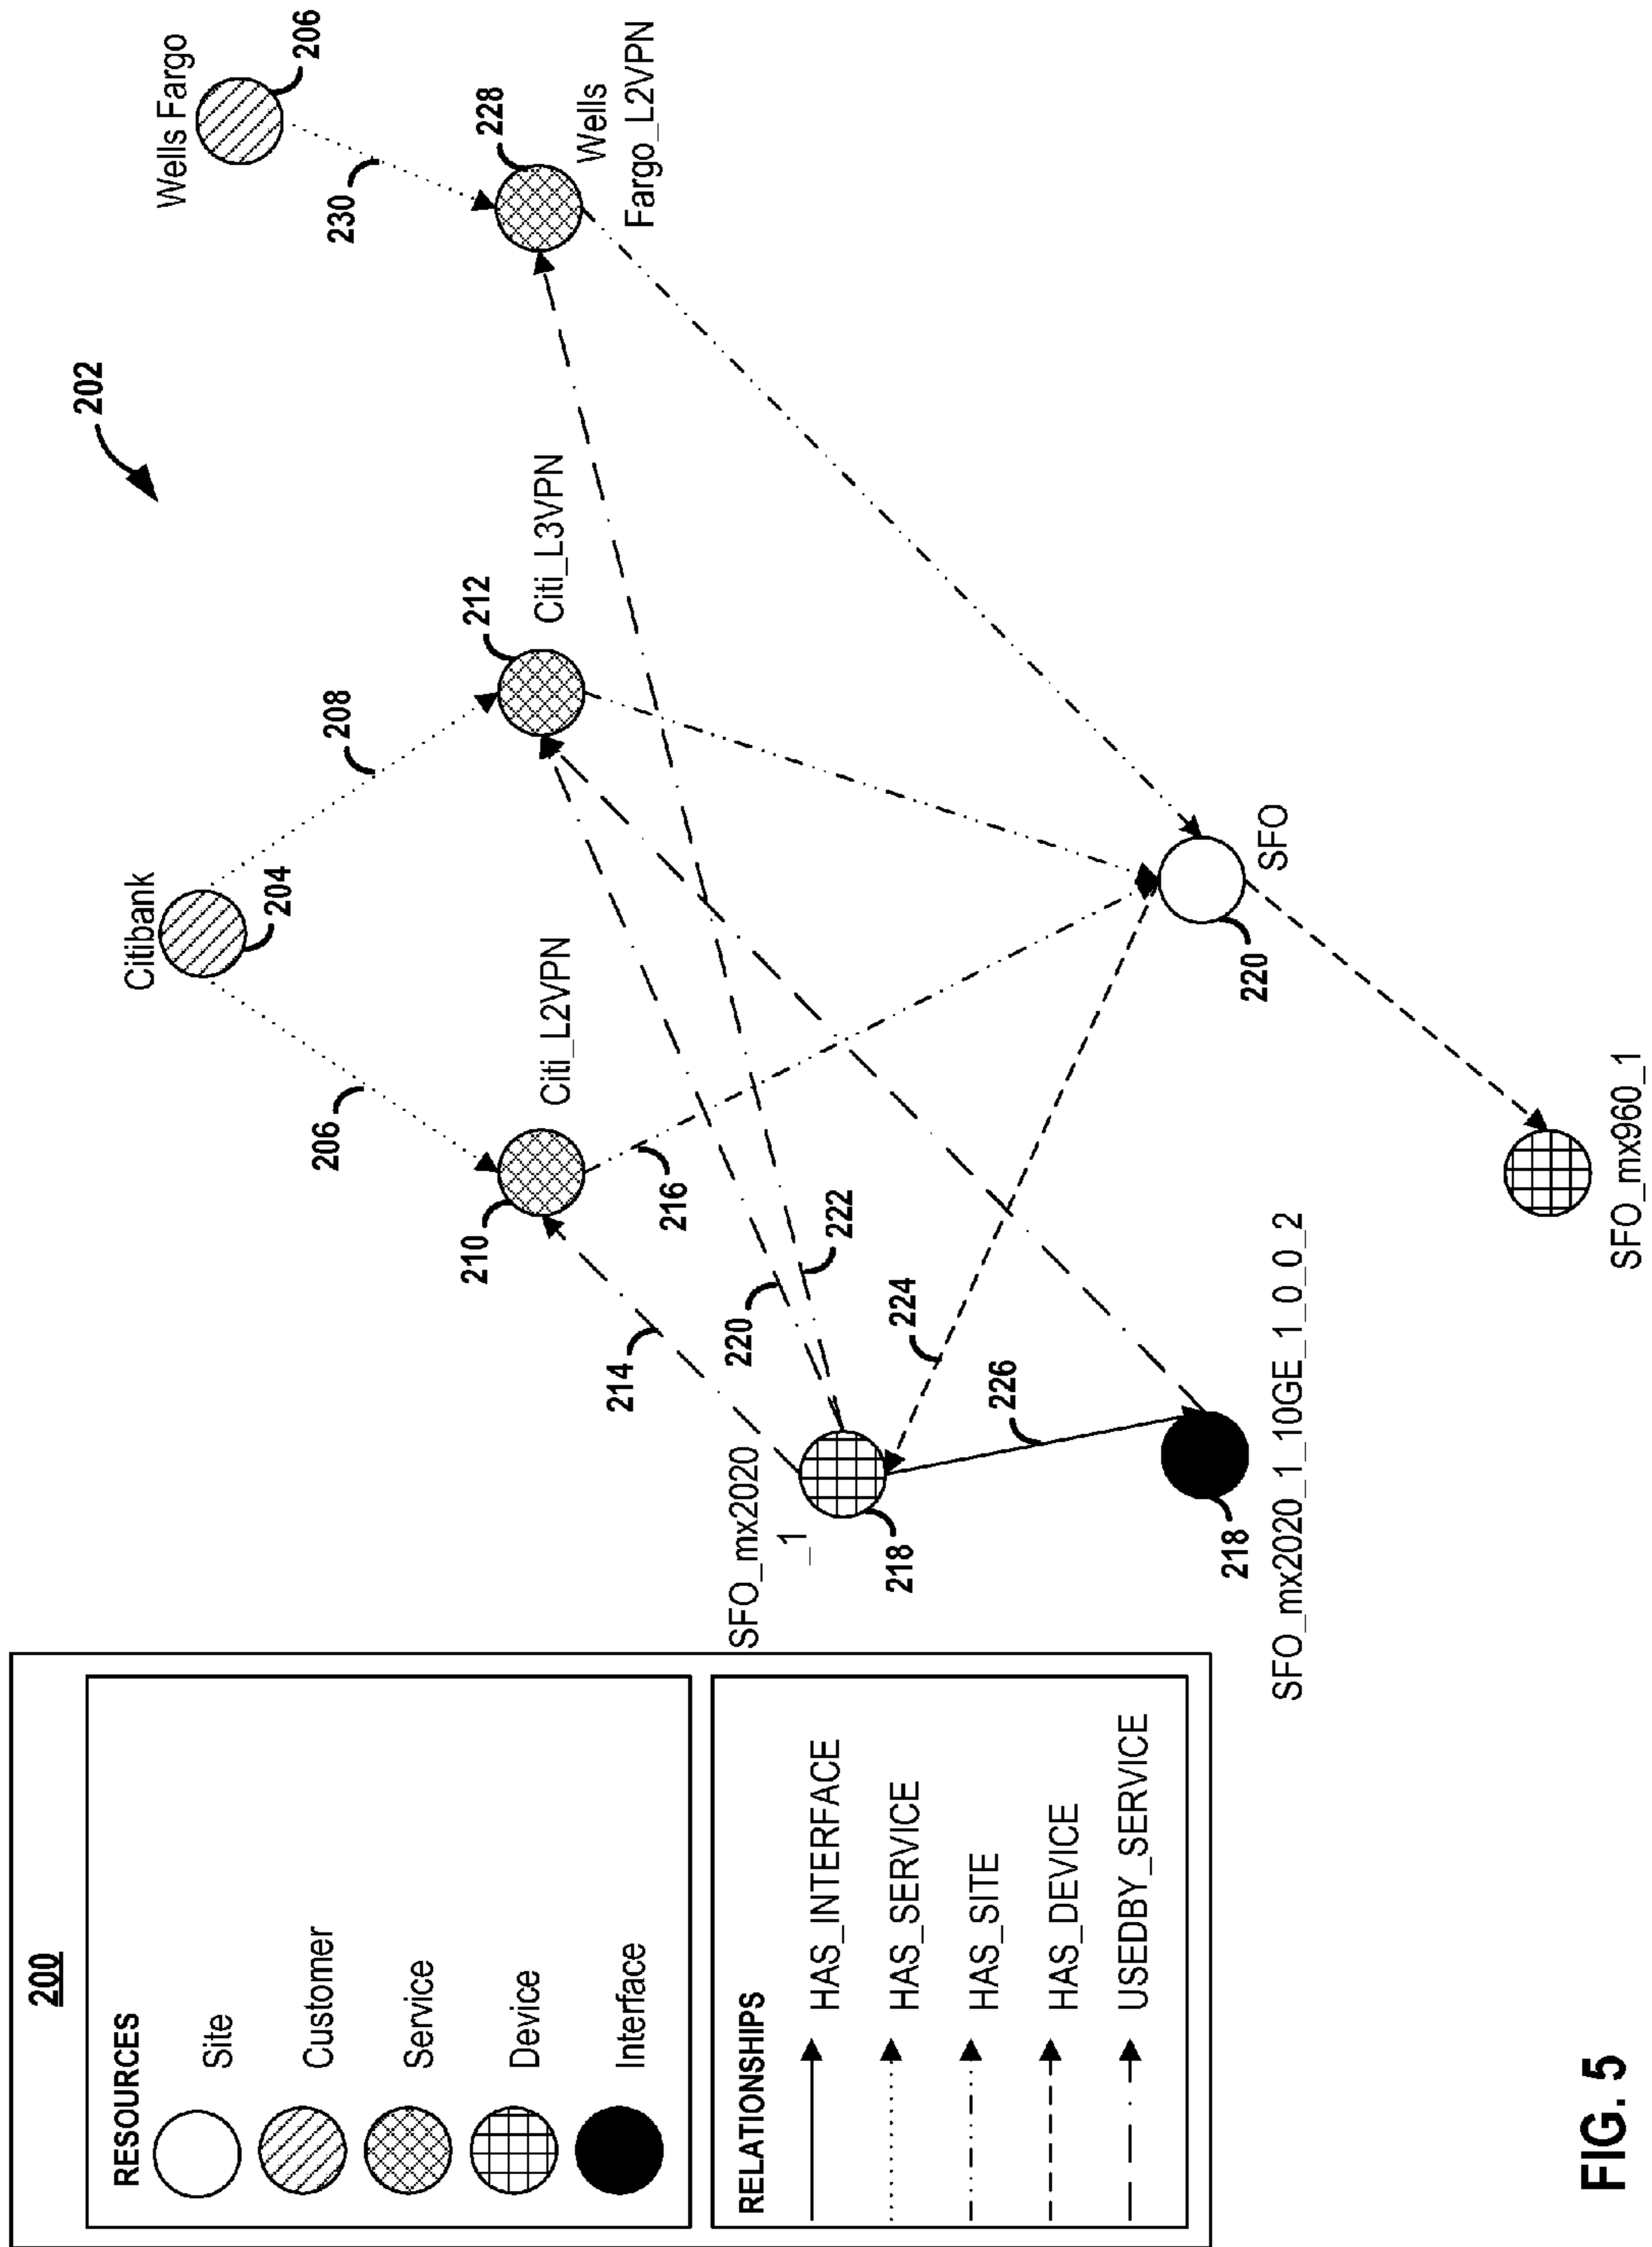 200
RESOURCES
Site
Customer
Service
Device
Interface
RELATIONSHIPS
HAS_INTERFACE
HAS_SERVICE
HAS_SITE
HAS_DEVICE
USEDBY_SERVICE
202
Citibank
204
Wells Fargo
206
206
208
230
210
Citi_L2VPN
212
Citi_L3VPN
228
Wells
Fargo_L2VPN
214
216
220
222
SFO_mx2020
_1
218
224
226
218
SFO_mx2020_1_10GE_1_0_0_2
220
SFO
SFO_mx960_1
FIG. 5